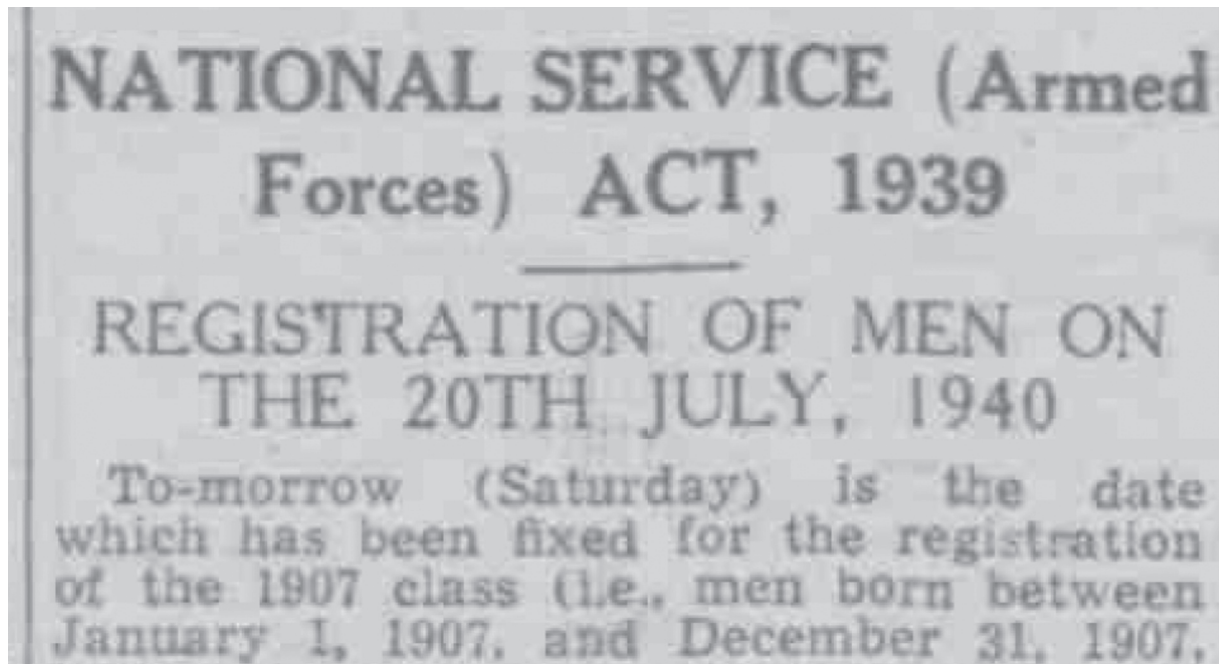 NATIONAL SERVICE (Armed
Forces) ACT, 1939
REGISTRATION OF MEN ON
THE 20TH JULY, 1940
To-morrow (Saturday) is the date
which has been fixed for the registration
of the 1907 class (i.e., men born between
January 1, 1907, and December 31, 1907,